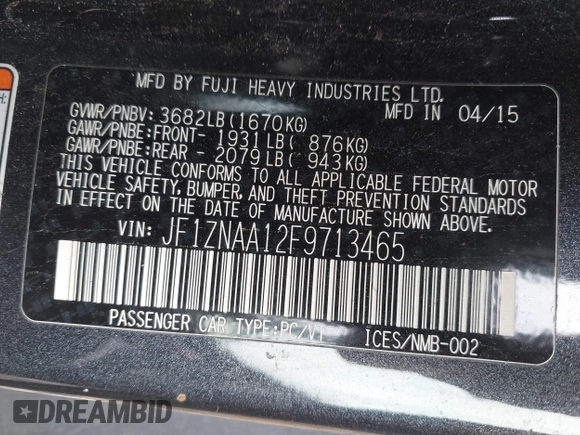 MFD BY FUJI HEAVY INDUSTRIES LTD.
GVWR/PNBV: 3682LB(1670KG) MFD IN 04/15
GAWR/PNBE:FRONT- 1931LB( 876KG)
GAWR/PNBE:REAR - 2079LB( 943KG)
THIS VEHICLE CONFORMS TO ALL APPLICABLE FEDERAL MOTOR
VEHICLE SAFETY, BUMPER, AND THEFT PREVENTION STANDARDS
IN EFFECT ON THE DATE OF MANUFACTURE SHOWN ABOVE.
VIN: JF1ZNAA12F9713465
PASSENGER CAR TYPE:PC/V1 ICES/NMB-002
DREAMBID